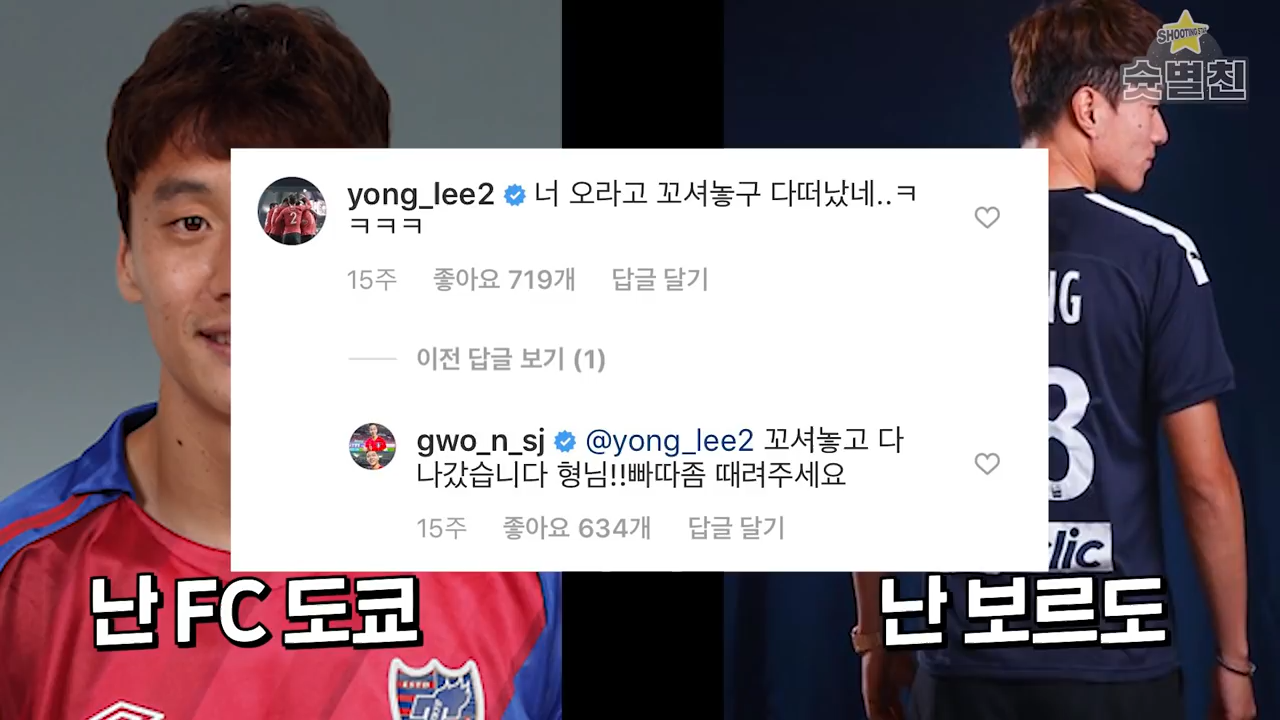 SHOOTING STAR
슛별친
yong_lee2 너 오라고 꼬셔놓구 다떠났네..ㅋ
ㅋㅋㅋ
15주 좋아요 719개 답글 달기
이전 답글 보기 (1)
gwo_n_sj @yong_lee2 꼬셔놓고 다
나갔습니다 형님!!빠따좀 때려주세요
15주 좋아요 634개 답글 달기
NG
8
난 FC 도쿄
난 보르도
2